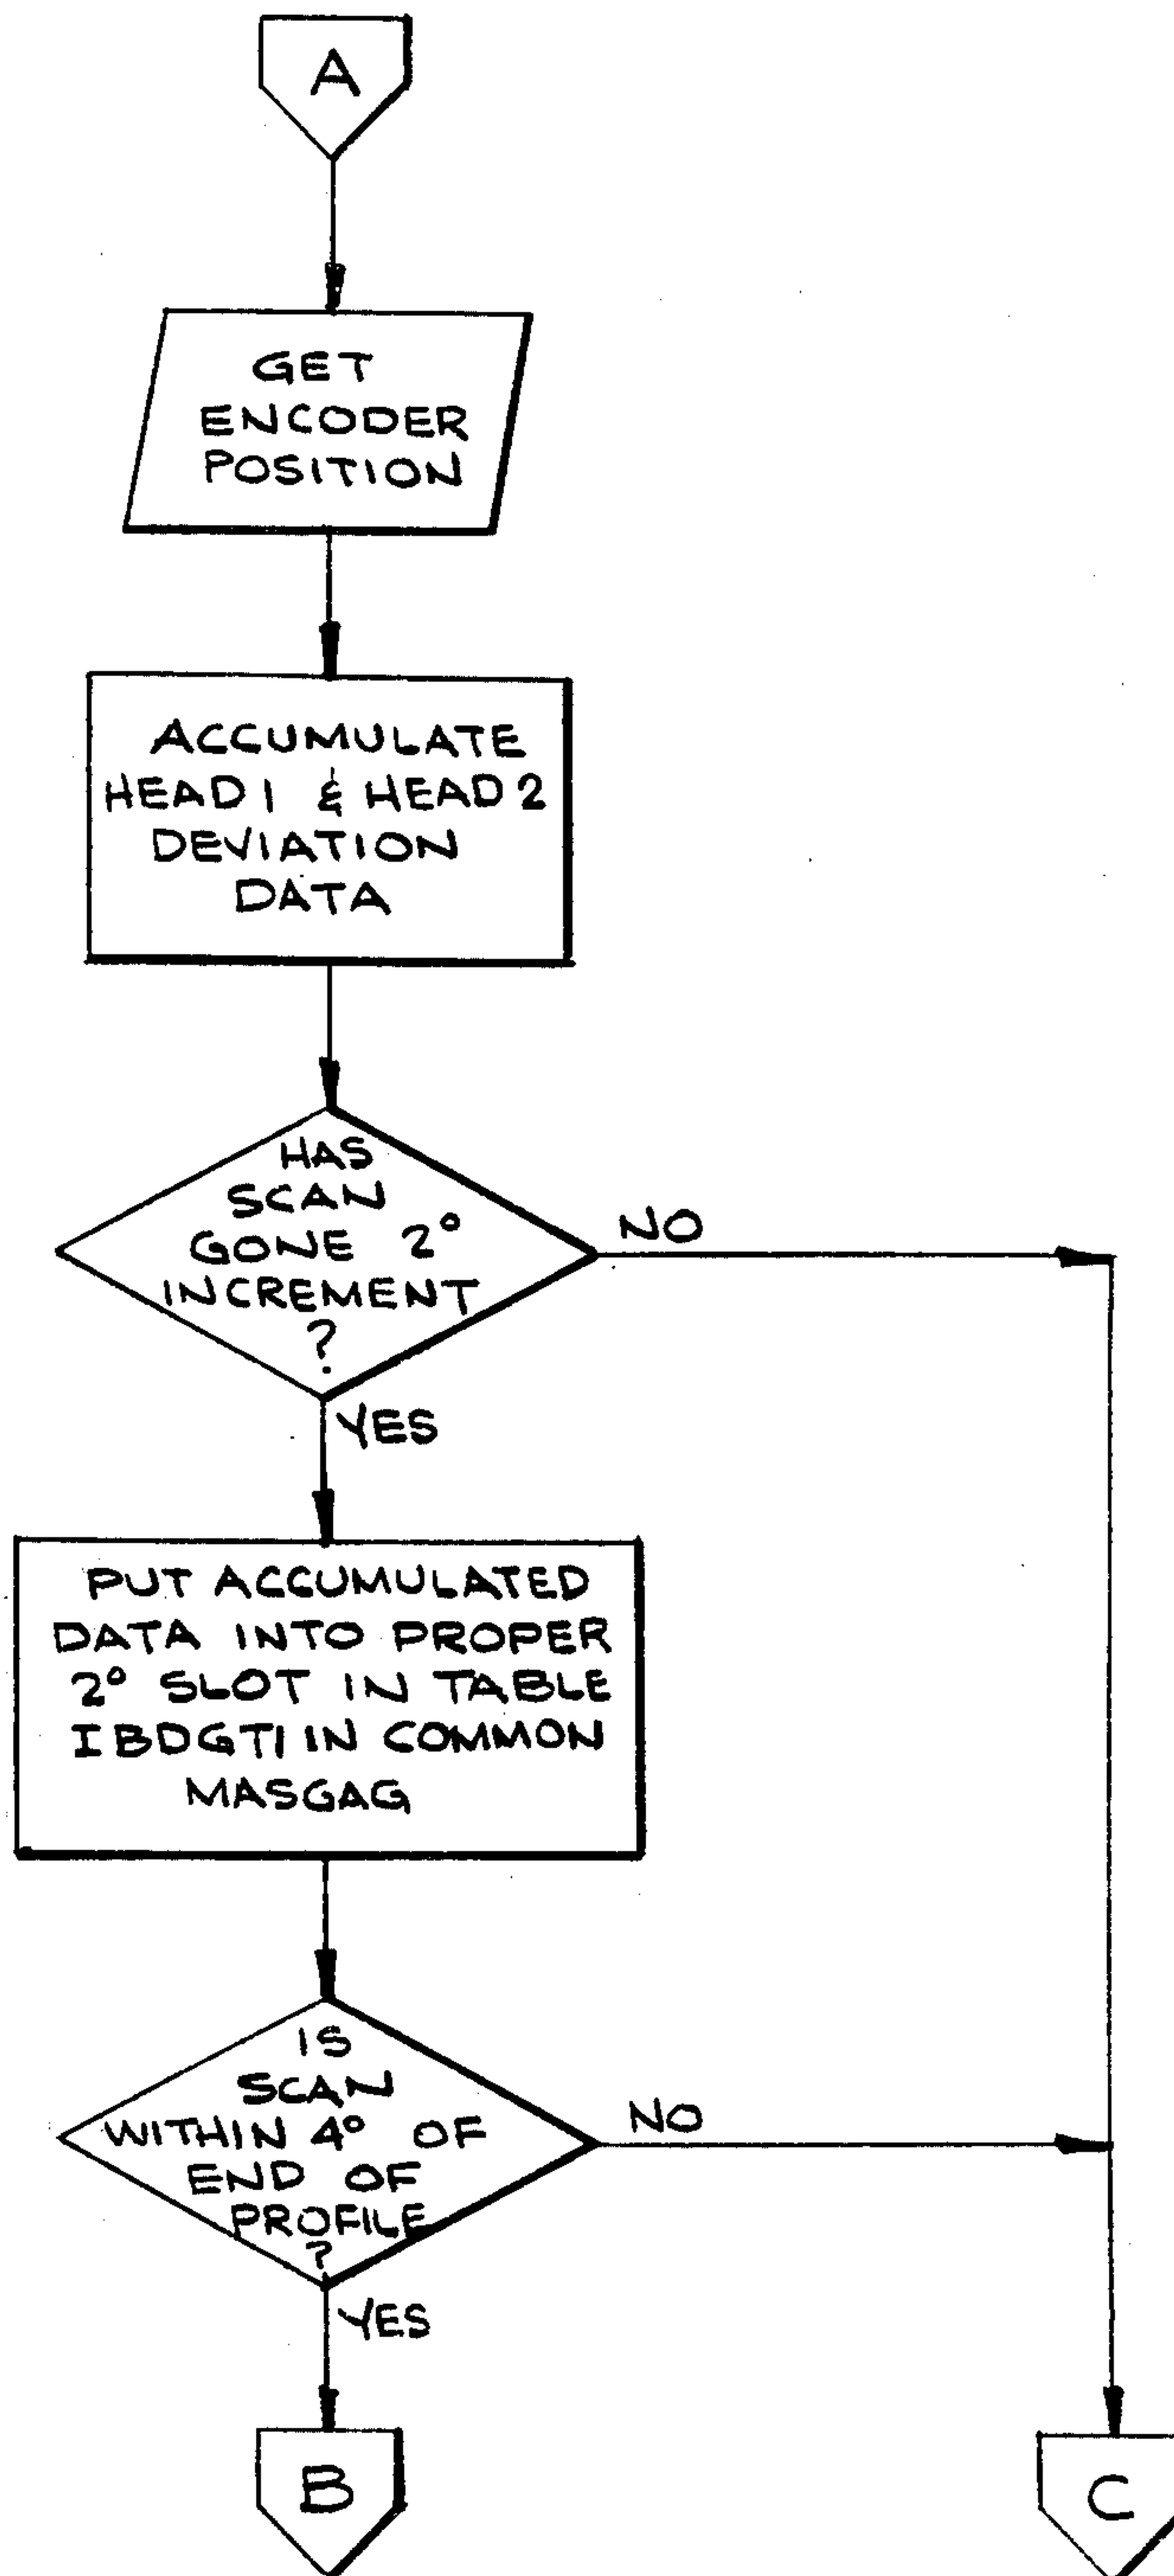 A
GET
ENCODER
POSITION
ACCUMULATE
HEAD 1 & HEAD 2
DEVIATION
DATA
HAS
SCAN
GONE 2°
INCREMENT
?
NO
YES
PUT ACCUMULATED
DATA INTO PROPER
2° SLOT IN TABLE
IBDGTI IN COMMON
MASGAG
IS
SCAN
WITHIN 4° OF
END OF
PROFILE
?
NO
YES
B
C